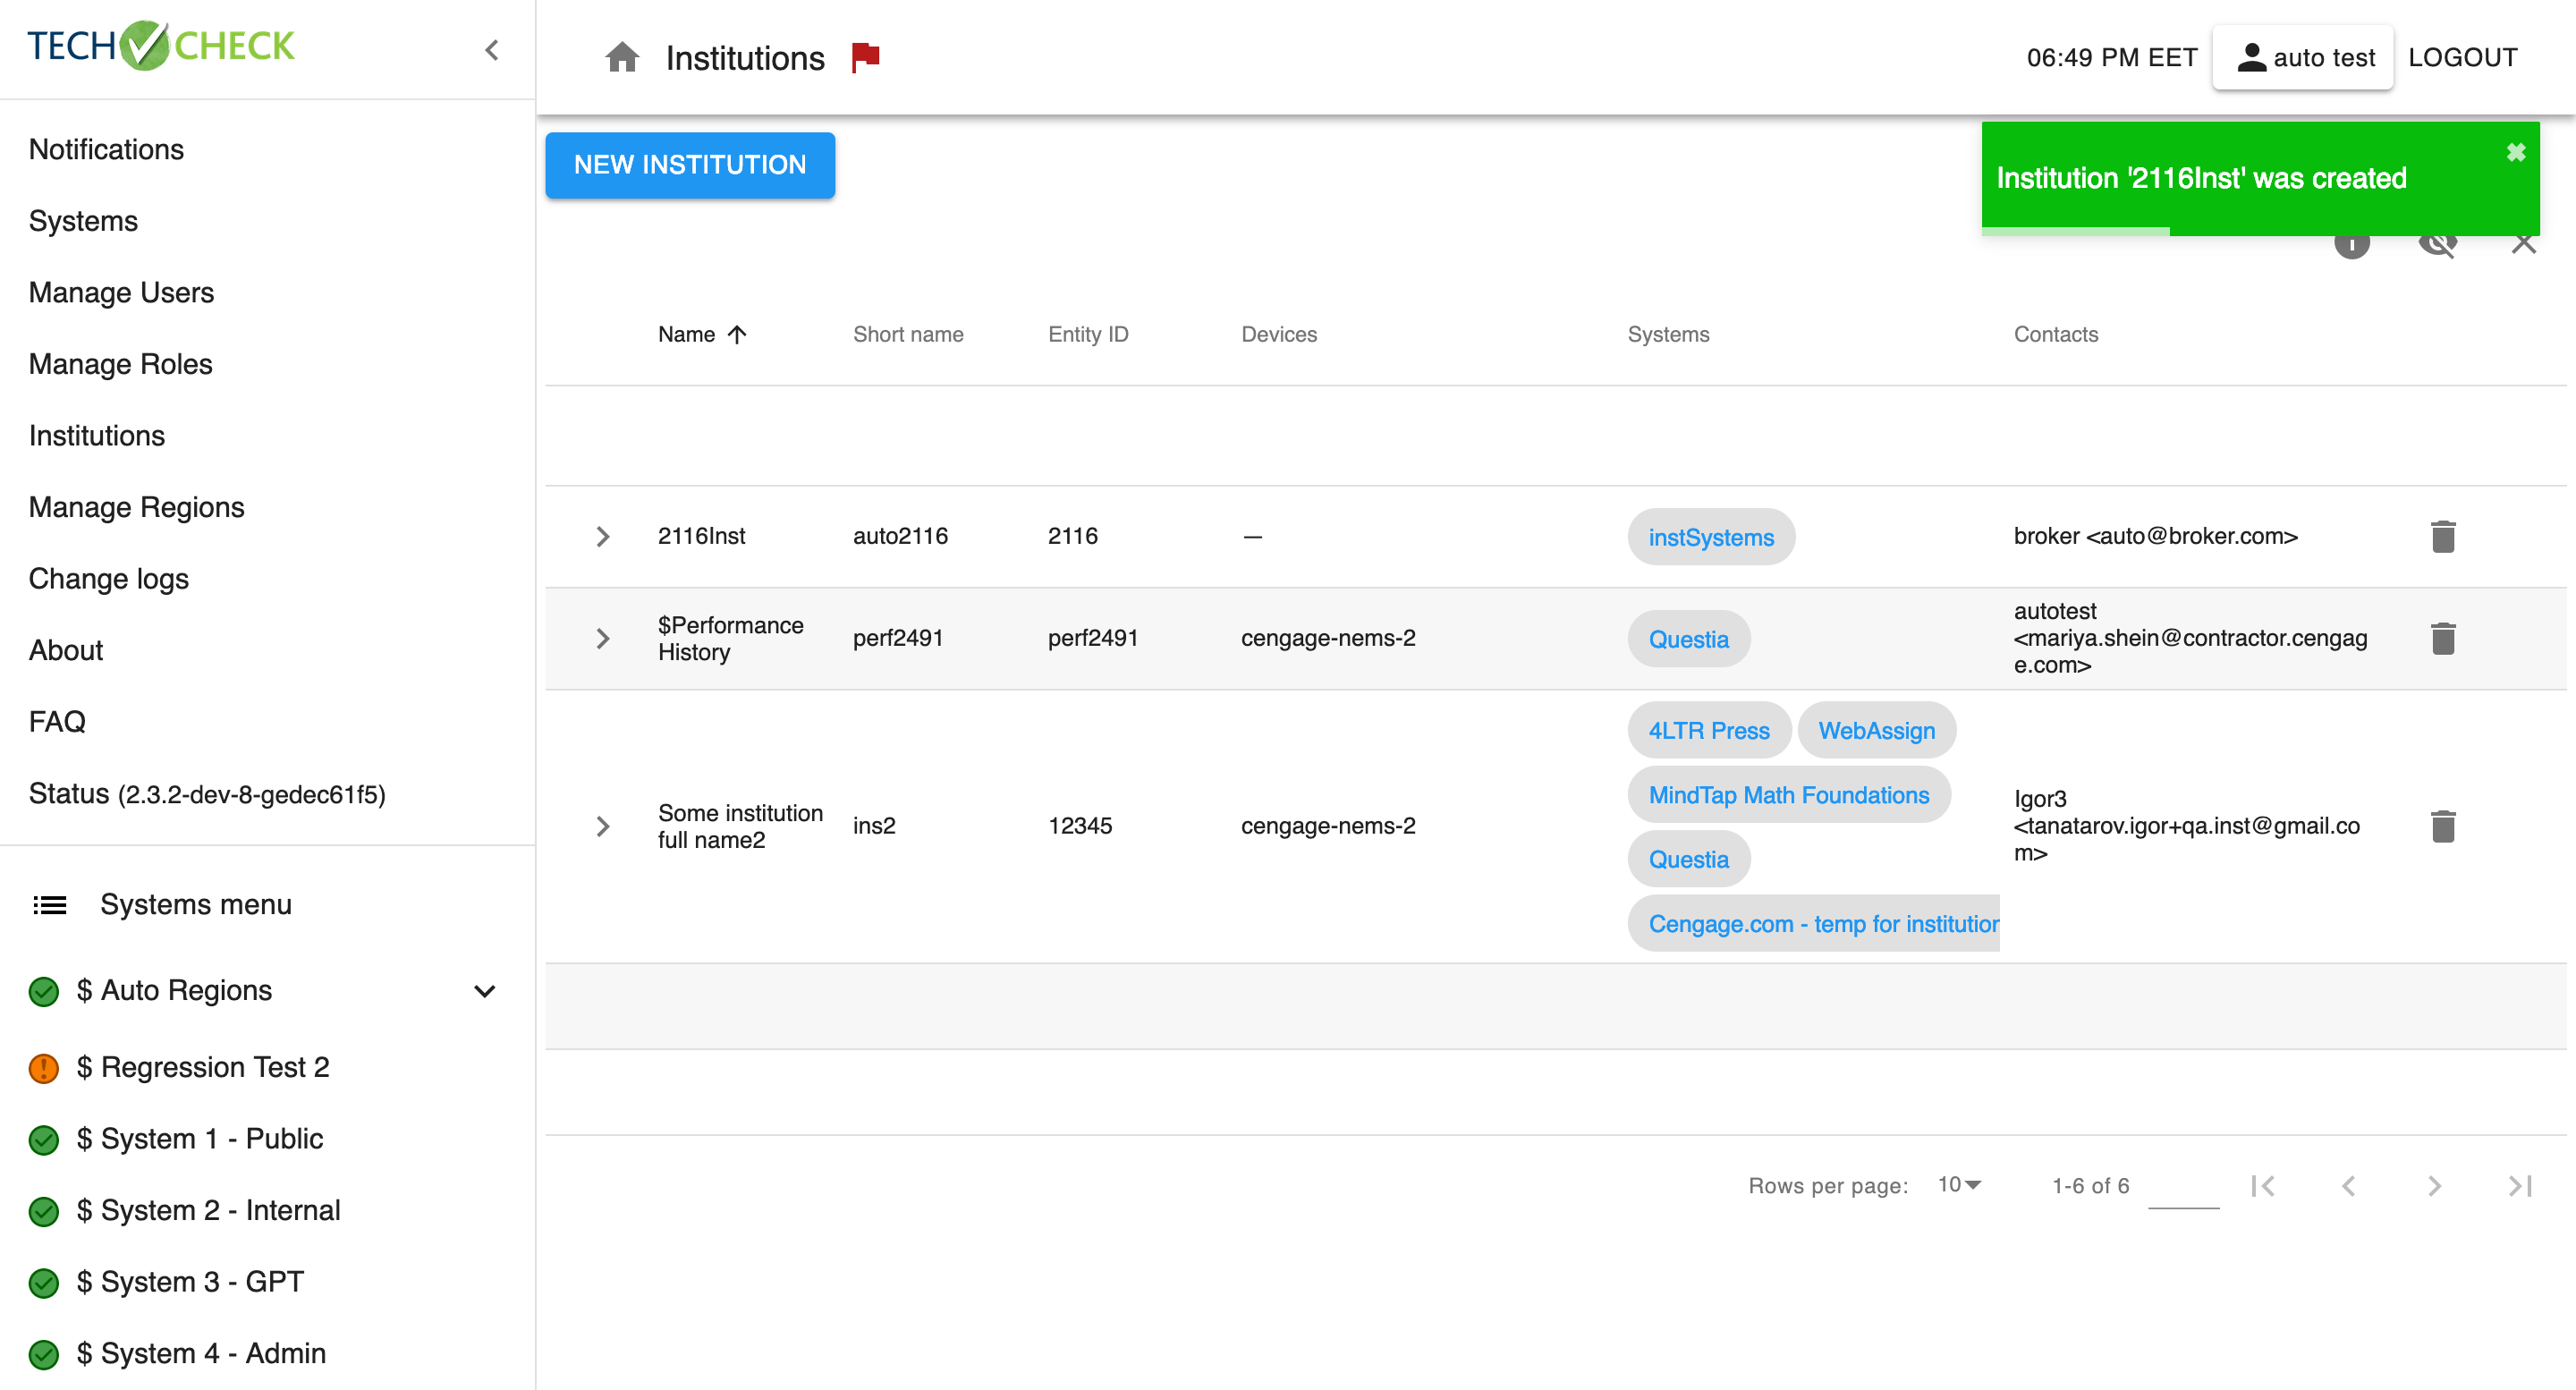 TECH CHECK
Notifications
Systems
Manage Users
Manage Roles
Institutions
Manage Regions
Change logs
About
FAQ
Status (2.3.2-dev-8-gedec61f5)
Systems menu
$ Auto Regions
$ Regression Test 2
$ System 1 - Public
$ System 2 - Internal
$ System 3 - GPT
$ System 4 - Admin
Institutions
06:49 PM EET
auto test
LOGOUT
NEW INSTITUTION
Institution '2116Inst' was created
Name Short name Entity ID Devices Systems Contacts
2116Inst auto2116 2116 — instSystems broker <auto@broker.com>
$Performance
History
perf2491 perf2491 cengage-nems-2 Questia
autotest
<mariya.shein@contractor.cengag
e.com>
Some institution
full name2
ins2 12345 cengage-nems-2
4LTR Press WebAssign
MindTap Math Foundations
Questia
Cengage.com - temp for institution
Igor3
<tanatarov.igor+qa.inst@gmail.co
m>
Rows per page: 10 1-6 of 6